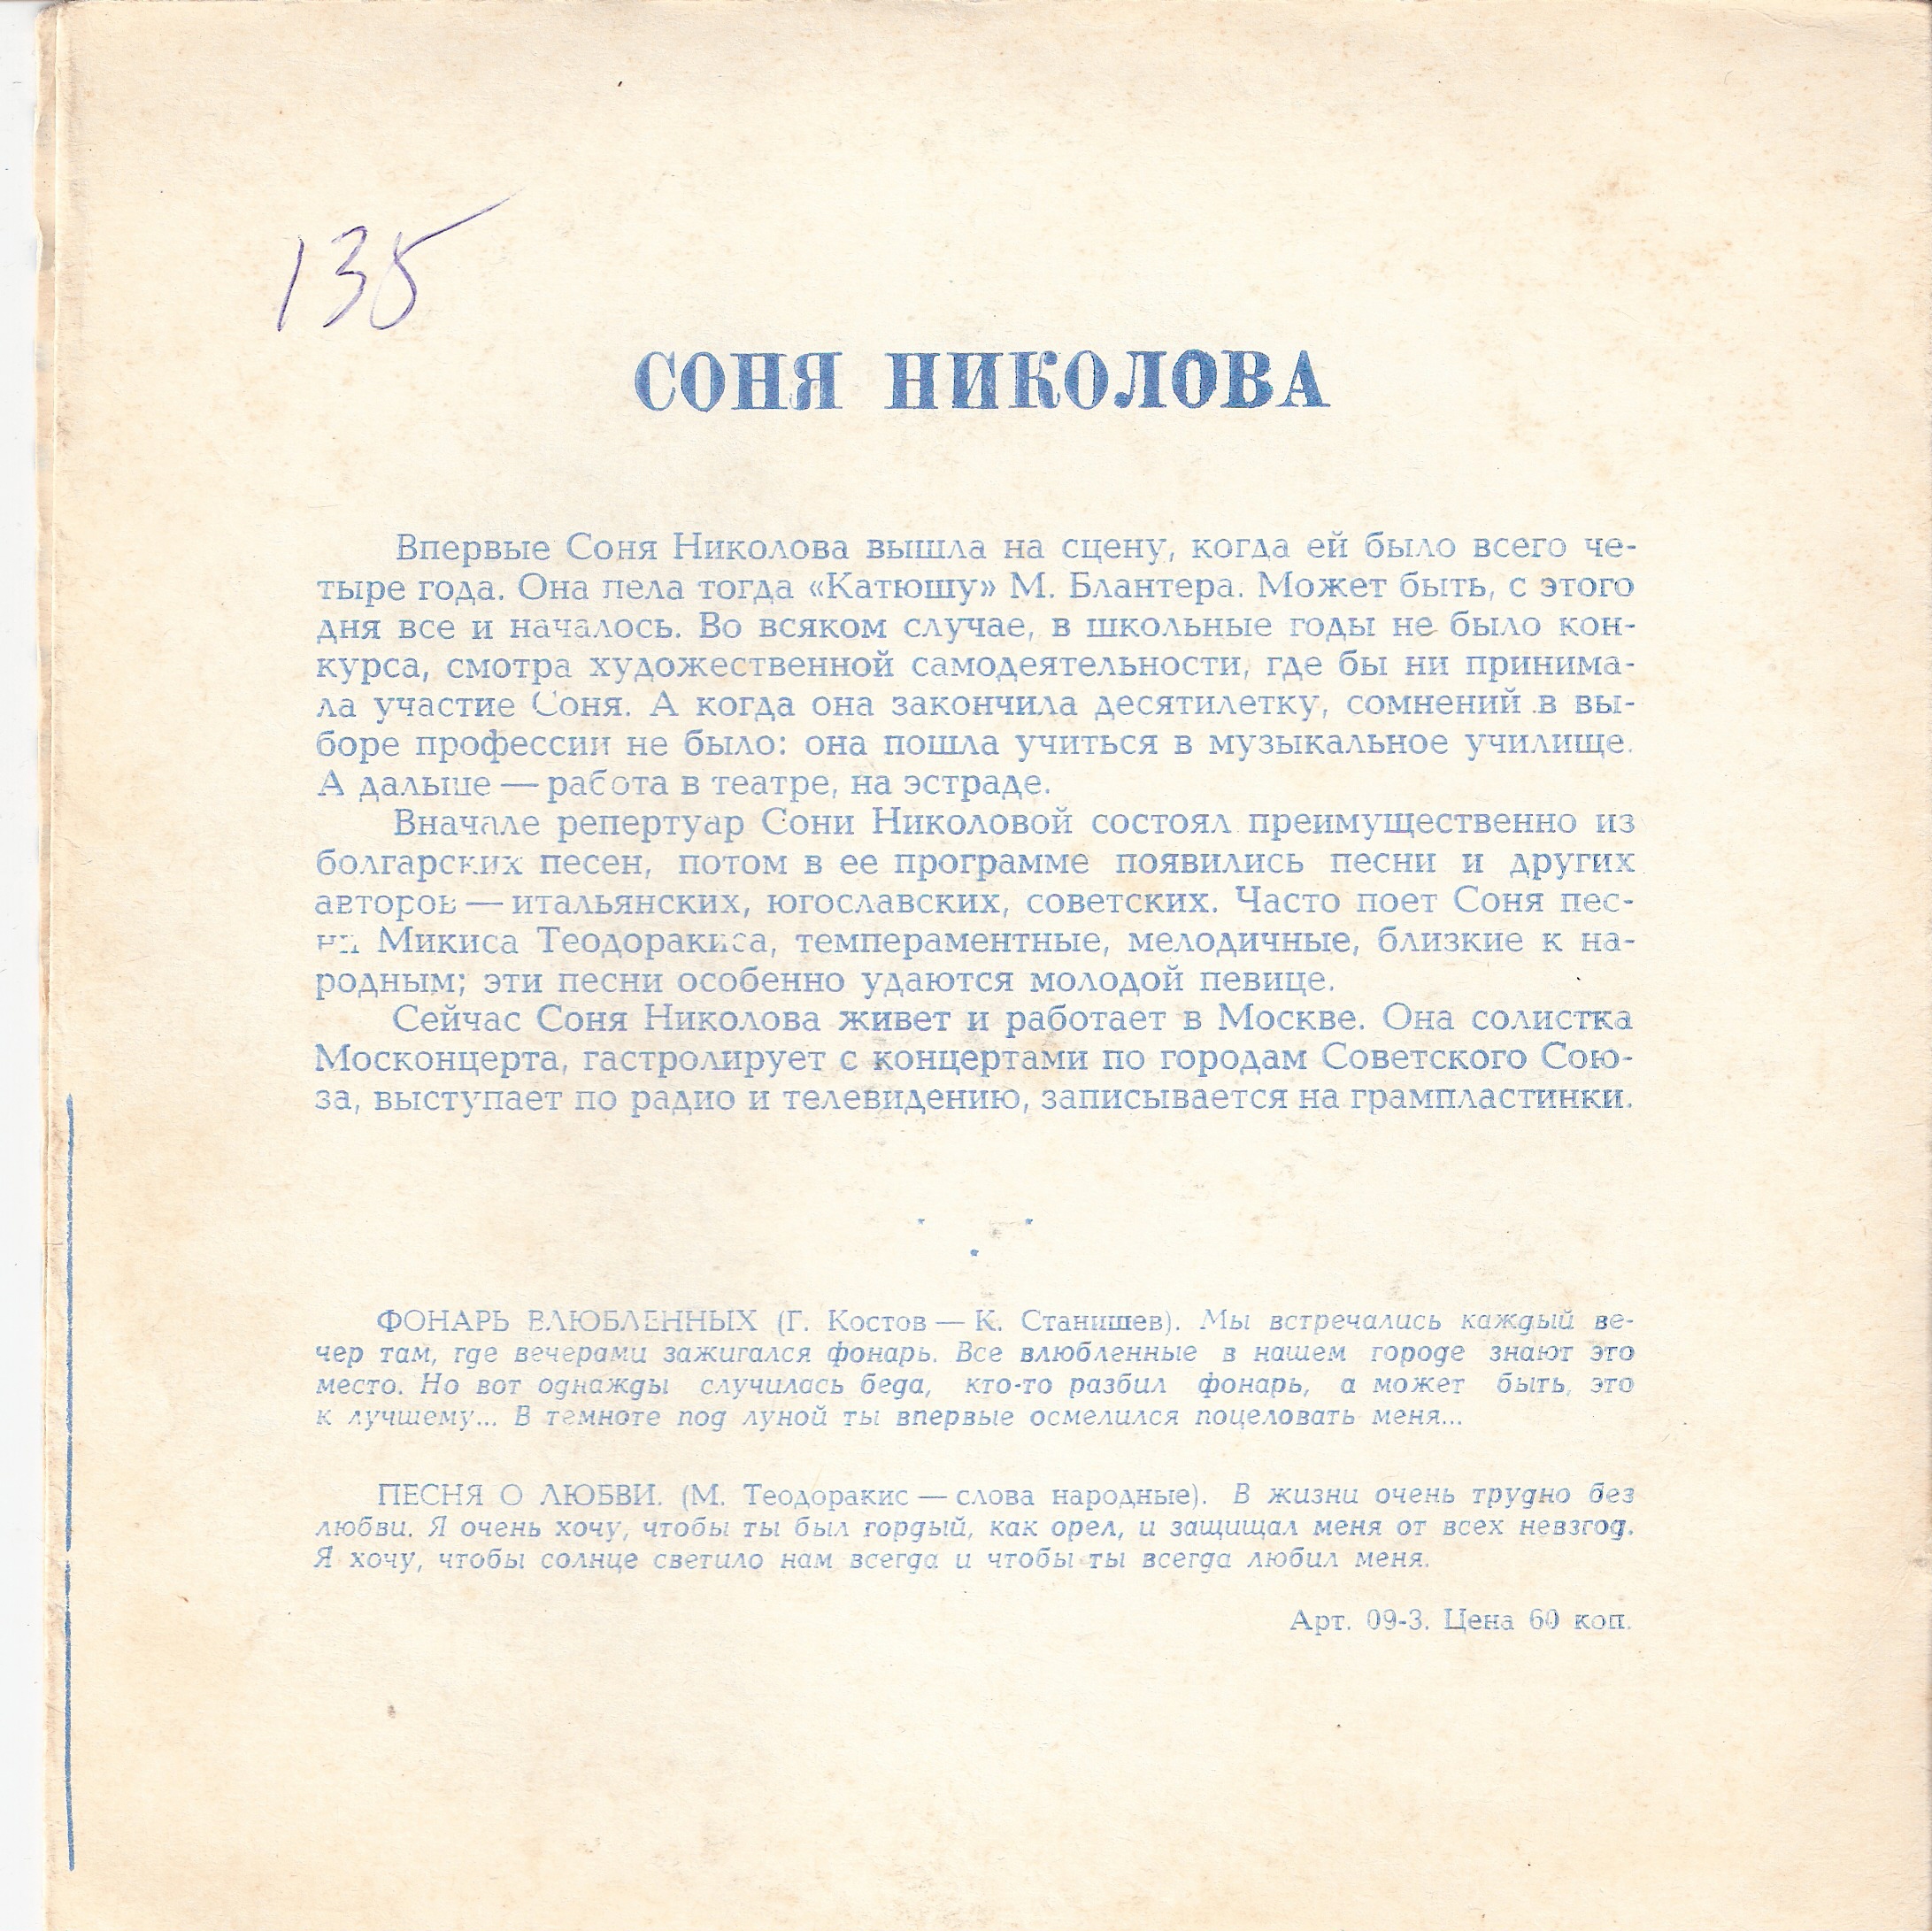 135
СОНЯ НИКОЛОВА
Впервые Соня Николова вышла на сцену, когда ей было всего че-
тыре года. Она пела тогда «Катюшу» М. Блантера. Может быть, с этого
дня все и началось. Во всяком случае, в школьные годы не было кон-
курса, смотра художественной самодеятельности, где бы ни принима-
ла участие Соня. А когда она закончила десятилетку, сомнений в вы-
боре профессии не было: она пошла учиться в музыкальное училище.
А дальше — работа в театре, на эстраде.
Вначале репертуар Сони Николовой состоял преимущественно из
болгарских песен, потом в ее программе появились песни и других
авторов — итальянских, югославских, советских. Часто поет Соня пес-
ни Микиса Теодоракиса, темпераментные, мелодичные, близкие к на-
родным; эти песни особенно удаются молодой певице.
Сейчас Соня Николова живет и работает в Москве. Она солистка
Москонцерта, гастролирует с концертами по городам Советского Сою-
за, выступает по радио и телевидению, записывается на грампластинки.
ФОНАРЬ ВЛЮБЛЕННЫХ (Г. Костов — К. Станишев). Мы встречались каждый ве-
чер там, где вечерами зажигался фонарь. Все влюбленные в нашем городе знают это
место. Но вот однажды случилась беда, кто-то разбил фонарь, а может быть, это
к лучшему... В темноте под луной ты впервые осмелился поцеловать меня...
ПЕСНЯ О ЛЮБВИ. (М. Теодоракис — слова народные). В жизни очень трудно без
любви. Я очень хочу, чтобы ты был гордый, как орел, и защищал меня от всех невзгод.
Я хочу, чтобы солнце светило нам всегда и чтобы ты всегда любил меня.
Арт. 09-3. Цена 60 коп.